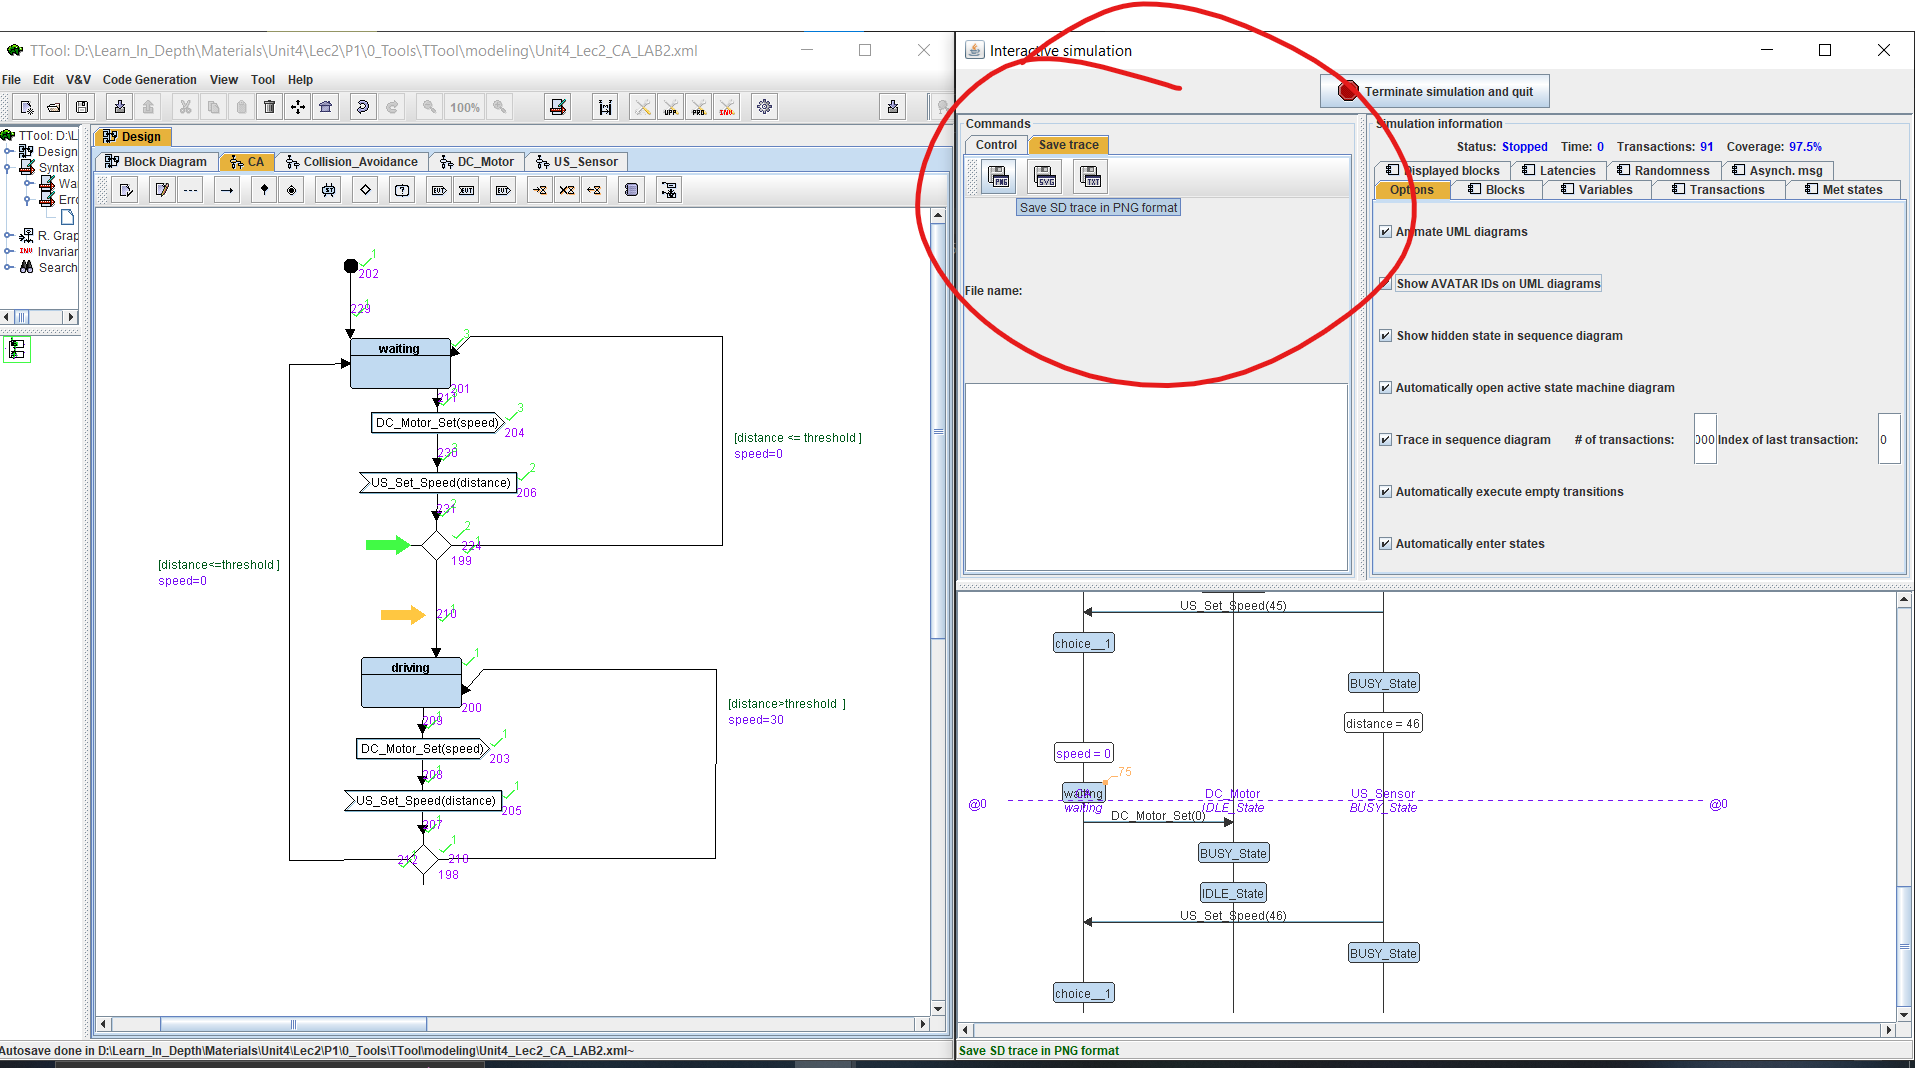 TTool: D:\Learn_In_Depth\Materials\Unit4\Lec2\P1\0_Tools\TTool\modeling\Unit4_Lec2_CA_LAB2.xml
File Edit V&V Code Generation View Tool Help
100%
TTool: D:\L
Design
Syntax
Wa
Erro
R. Grap
Invarian
Search
Design
Block Diagram CA Collision_Avoidance DC_Motor US_Sensor
1
202
229
3
waiting
201
211
DC_Motor_Set(speed)
3
204
230
US_Set_Speed(distance)
2
206
231
2
224
199
[distance <= threshold ]
speed=0
[distance<=threshold ]
speed=0
210
1
driving
200
209
DC_Motor_Set(speed)
1
203
208
US_Set_Speed(distance)
1
205
207
1
212
210
198
[distance>threshold ]
speed=30
Autosave done in D:\Learn_In_Depth\Materials\Unit4\Lec2\P1\0_Tools\TTool\modeling\Unit4_Lec2_CA_LAB2.xml~
Interactive simulation
Terminate simulation and quit
Commands
Control Save trace
PNG SVG TXT
Save SD trace in PNG format
File name:
Simulation information
Status: Stopped Time: 0 Transactions: 91 Coverage: 97.5%
Displayed blocks Latencies Randomness Asynch. msg
Options Blocks Variables Transactions Met states
Animate UML diagrams
Show AVATAR IDs on UML diagrams
Show hidden state in sequence diagram
Automatically open active state machine diagram
Trace in sequence diagram # of transactions: 000 Index of last transaction: 0
Automatically execute empty transitions
Automatically enter states
US_Set_Speed(45)
choice__1
BUSY_State
distance = 46
speed = 0
75
waiting
@0 waiting DC_Motor IDLE_State US_Sensor BUSY_State @0
DC_Motor_Set(0)
BUSY_State
IDLE_State
US_Set_Speed(46)
BUSY_State
choice__1
Save SD trace in PNG format